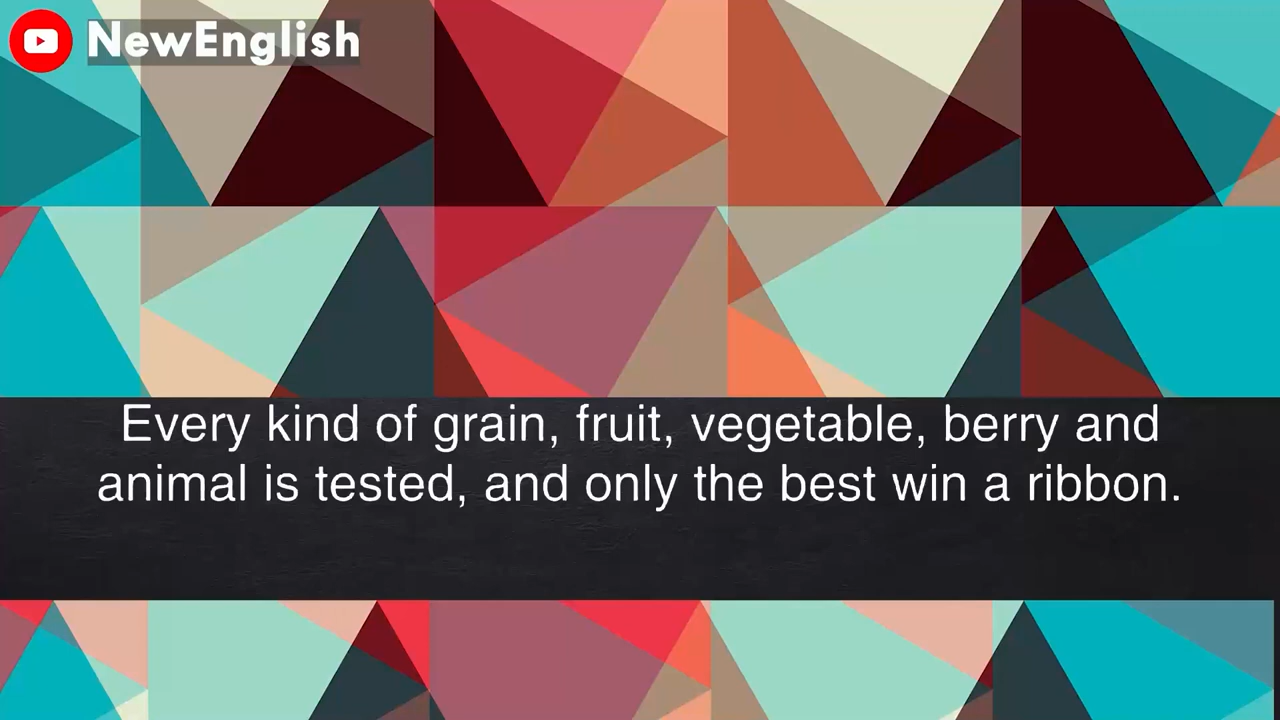 NewEnglish
Every kind of grain, fruit, vegetable, berry and
animal is tested, and only the best win a ribbon.